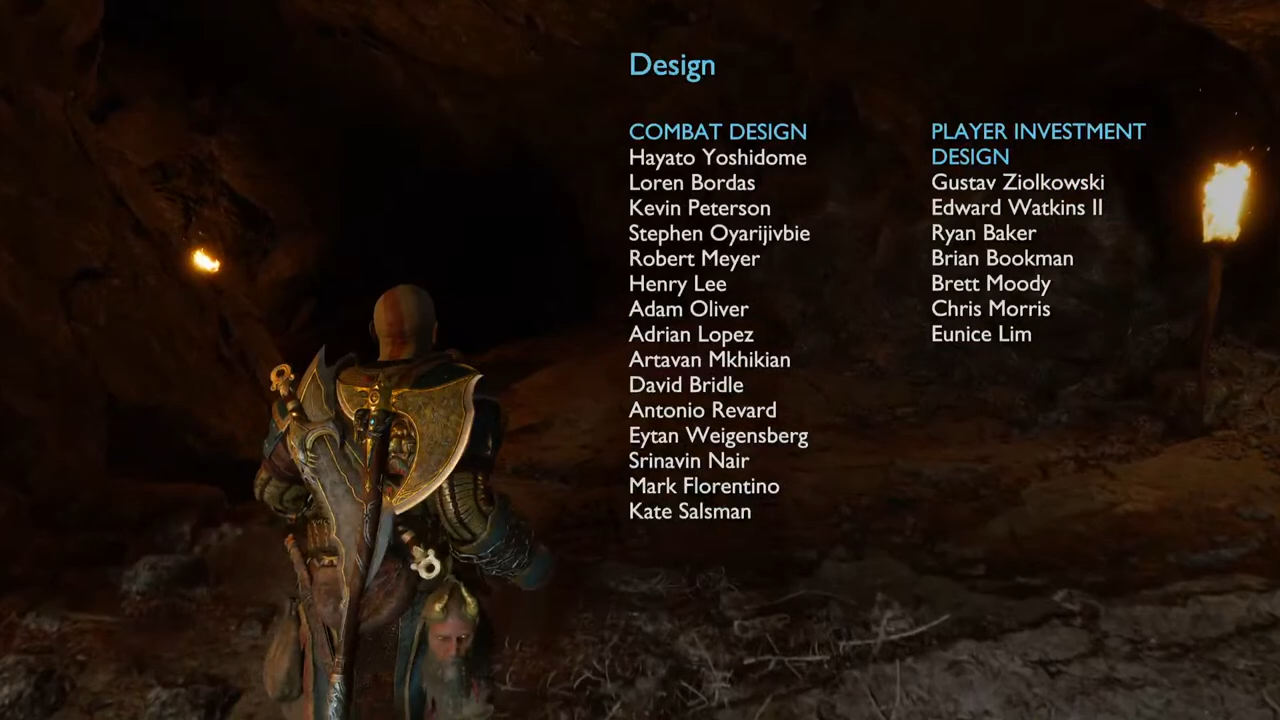 Design
COMBAT DESIGN
Hayato Yoshidome
Loren Bordas
Kevin Peterson
Stephen Oyarijivbie
Robert Meyer
Henry Lee
Adam Oliver
Adrian Lopez
Artavan Mkhikian
David Bridle
Antonio Revard
Eytan Weigensberg
Srinavin Nair
Mark Florentino
Kate Salsman
PLAYER INVESTMENT
DESIGN
Gustav Ziolkowski
Edward Watkins II
Ryan Baker
Brian Bookman
Brett Moody
Chris Morris
Eunice Lim